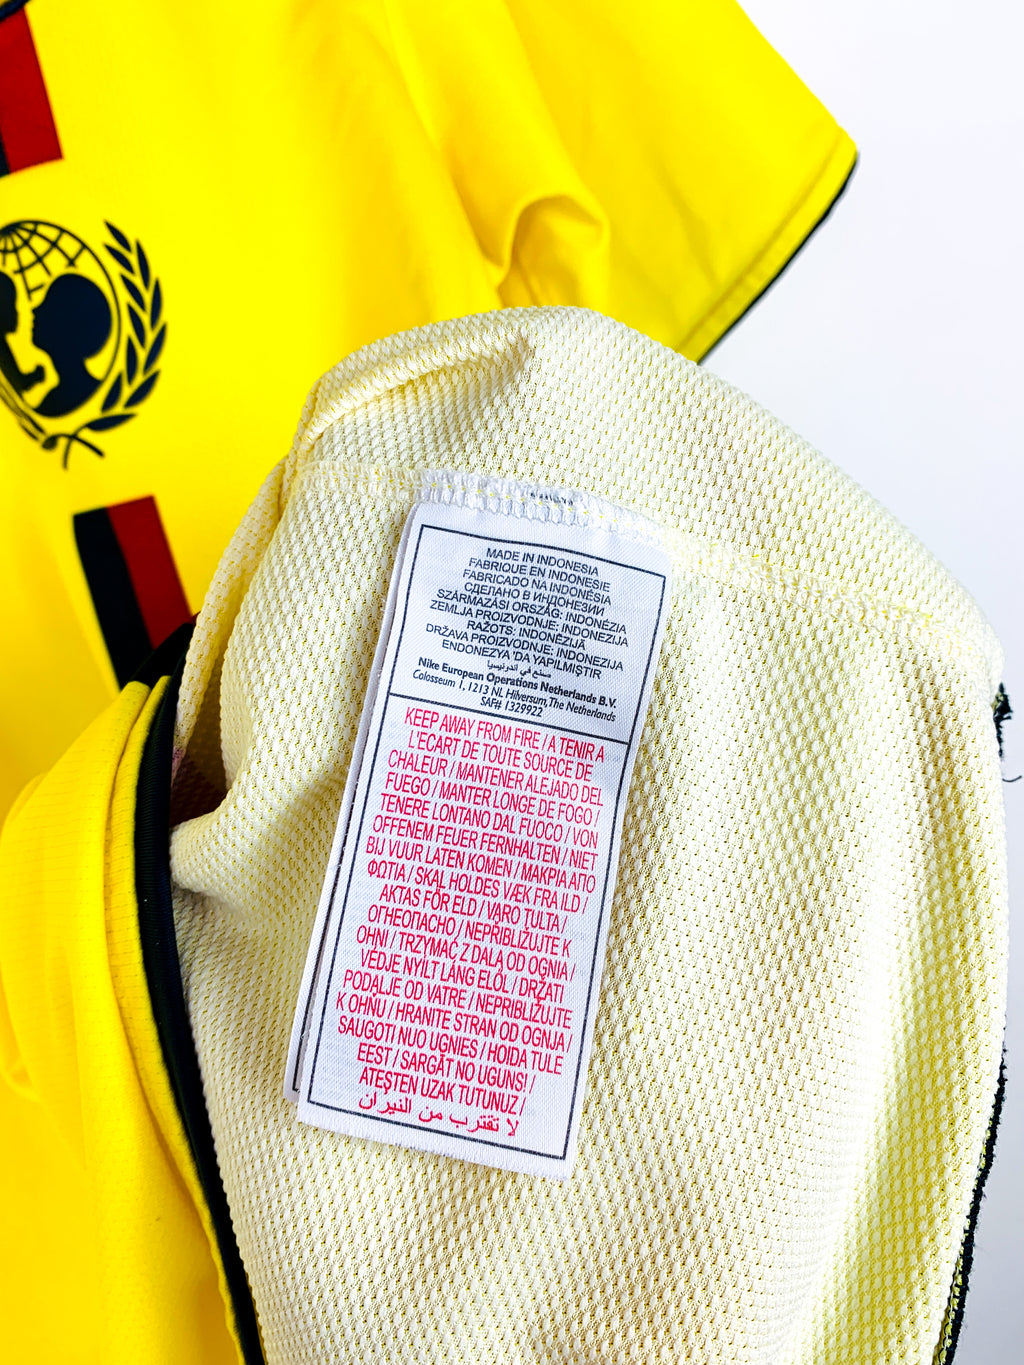 MADE IN INDONESIA
FABRIQUE EN INDONESIE
FABRICADO NA INDONÉSIA
СДЕЛАНО В ИНДОНЕЗИИ
SZÁRMAZÁSI ORSZÁG: INDONÉZIA
ZEMLJA PROIZVODNJE: INDONEZIJA
RAŽOTS: INDONĒZIJĀ
DRŽAVA PROIZVODNJE: INDONEZIJA
ENDONEZYA 'DA YAPILMIŞTIR
صنع في اندونيسيا
Nike European Operations Netherlands B.V.
Colosseum 1, 1213 NL Hilversum, The Netherlands
SAF# 1329922
KEEP AWAY FROM FIRE / A TENIR A
L'ECART DE TOUTE SOURCE DE
CHALEUR / MANTENER ALEJADO DEL
FUEGO / MANTER LONGE DE FOGO /
TENERE LONTANO DAL FUOCO / VON
OFFENEM FEUER FERNHALTEN / NIET
BIJ VUUR LATEN KOMEN / ΜΑΚΡΙΑ ΑΠΟ
ΦΩΤΙΑ / SKAL HOLDES VÆK FRA ILD /
AKTAS FÖR ELD / VARO TULTA /
ОГНЕОПАСНО / NEPŘIBLIŽUJTE K
OHNI / TRZYMAĆ Z DALA OD OGNIA /
VEDJE NYILT LÁNG ELŐL / DRŽATI
PODALJE OD VATRE / NEPRIBLIŽUJTE
K OHŇU / HRANITE STRAN OD OGNJA /
SAUGOTI NUO UGNIES / HOIDA TULE
EEST / SARGĀT NO UGUNS! /
ATEŞTEN UZAK TUTUNUZ /
لا تقترب من النيران